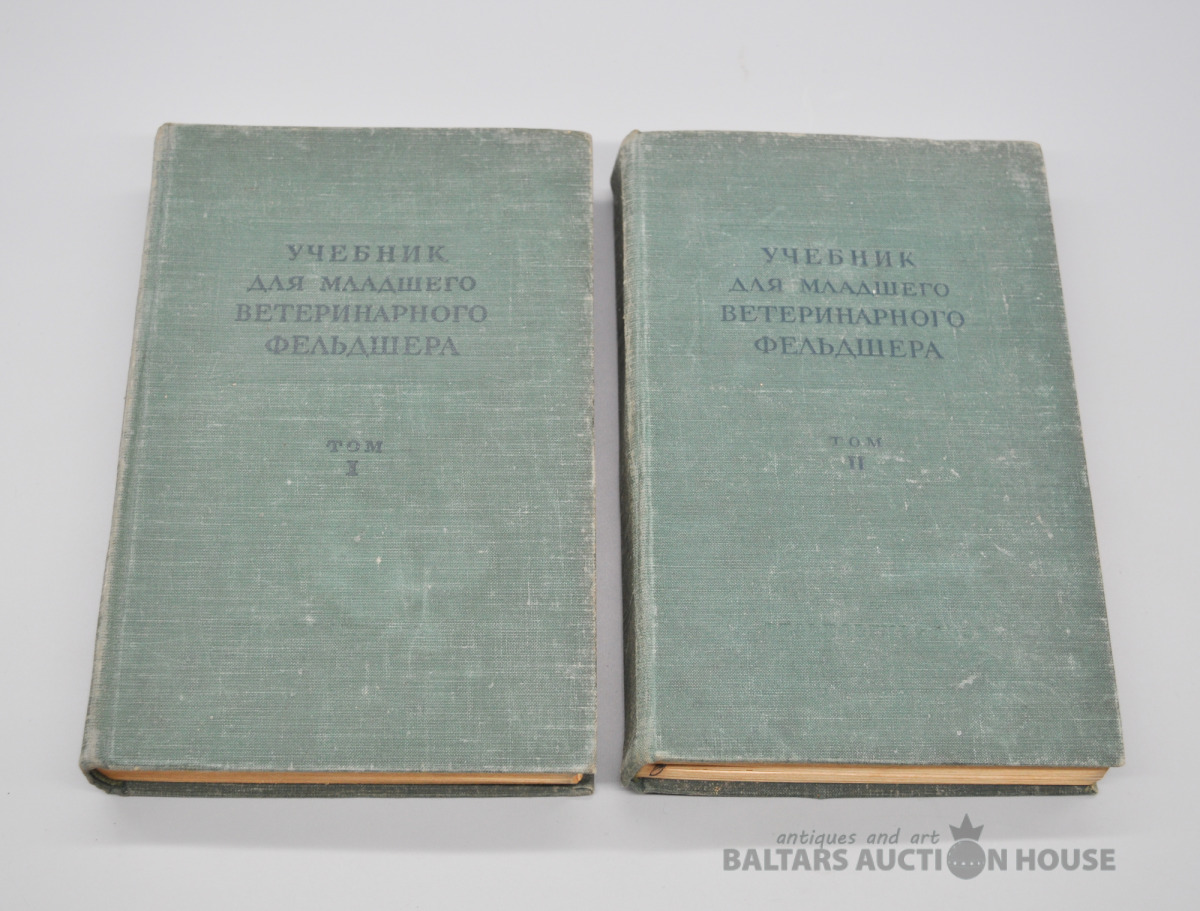 УЧЕБНИК
ДЛЯ МЛАДШЕГО
ВЕТЕРИНАРНОГО
ФЕЛЬДШЕРА
ТОМ
I
УЧЕБНИК
ДЛЯ МЛАДШЕГО
ВЕТЕРИНАРНОГО
ФЕЛЬДШЕРА
ТОМ
II
antiques and art
BALTARS AUCTION HOUSE